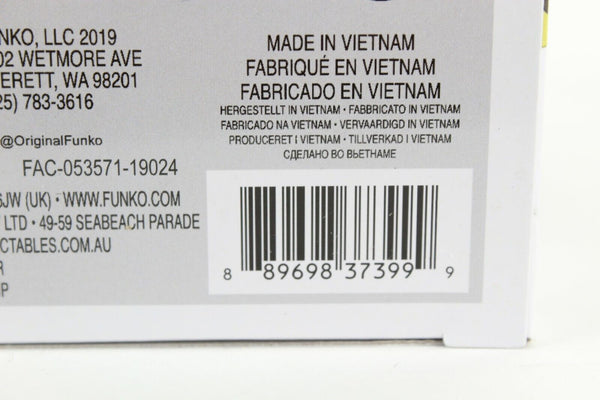 NKO, LLC 2019
02 WETMORE AVE
ERETT, WA 98201
25) 783-3616
@OriginalFunko
FAC-053571-19024
SJW (UK) • WWW.FUNKO.COM
LTD • 49-59 SEABEACH PARADE
CTABLES.COM.AU
R
P
MADE IN VIETNAM
FABRIQUÉ EN VIETNAM
FABRICADO EN VIETNAM
HERGESTELLT IN VIETNAM • FABBRICATO IN VIETNAM
FABRICADO NA VIETNAM • VERVAARDIGD IN VIETNAM
PRODUCERET I VIETNAM • TILLVERKAD I VIETNAM
СДЕЛАНО ВО ВЬЕТНАМЕ
8 89698 37399 9